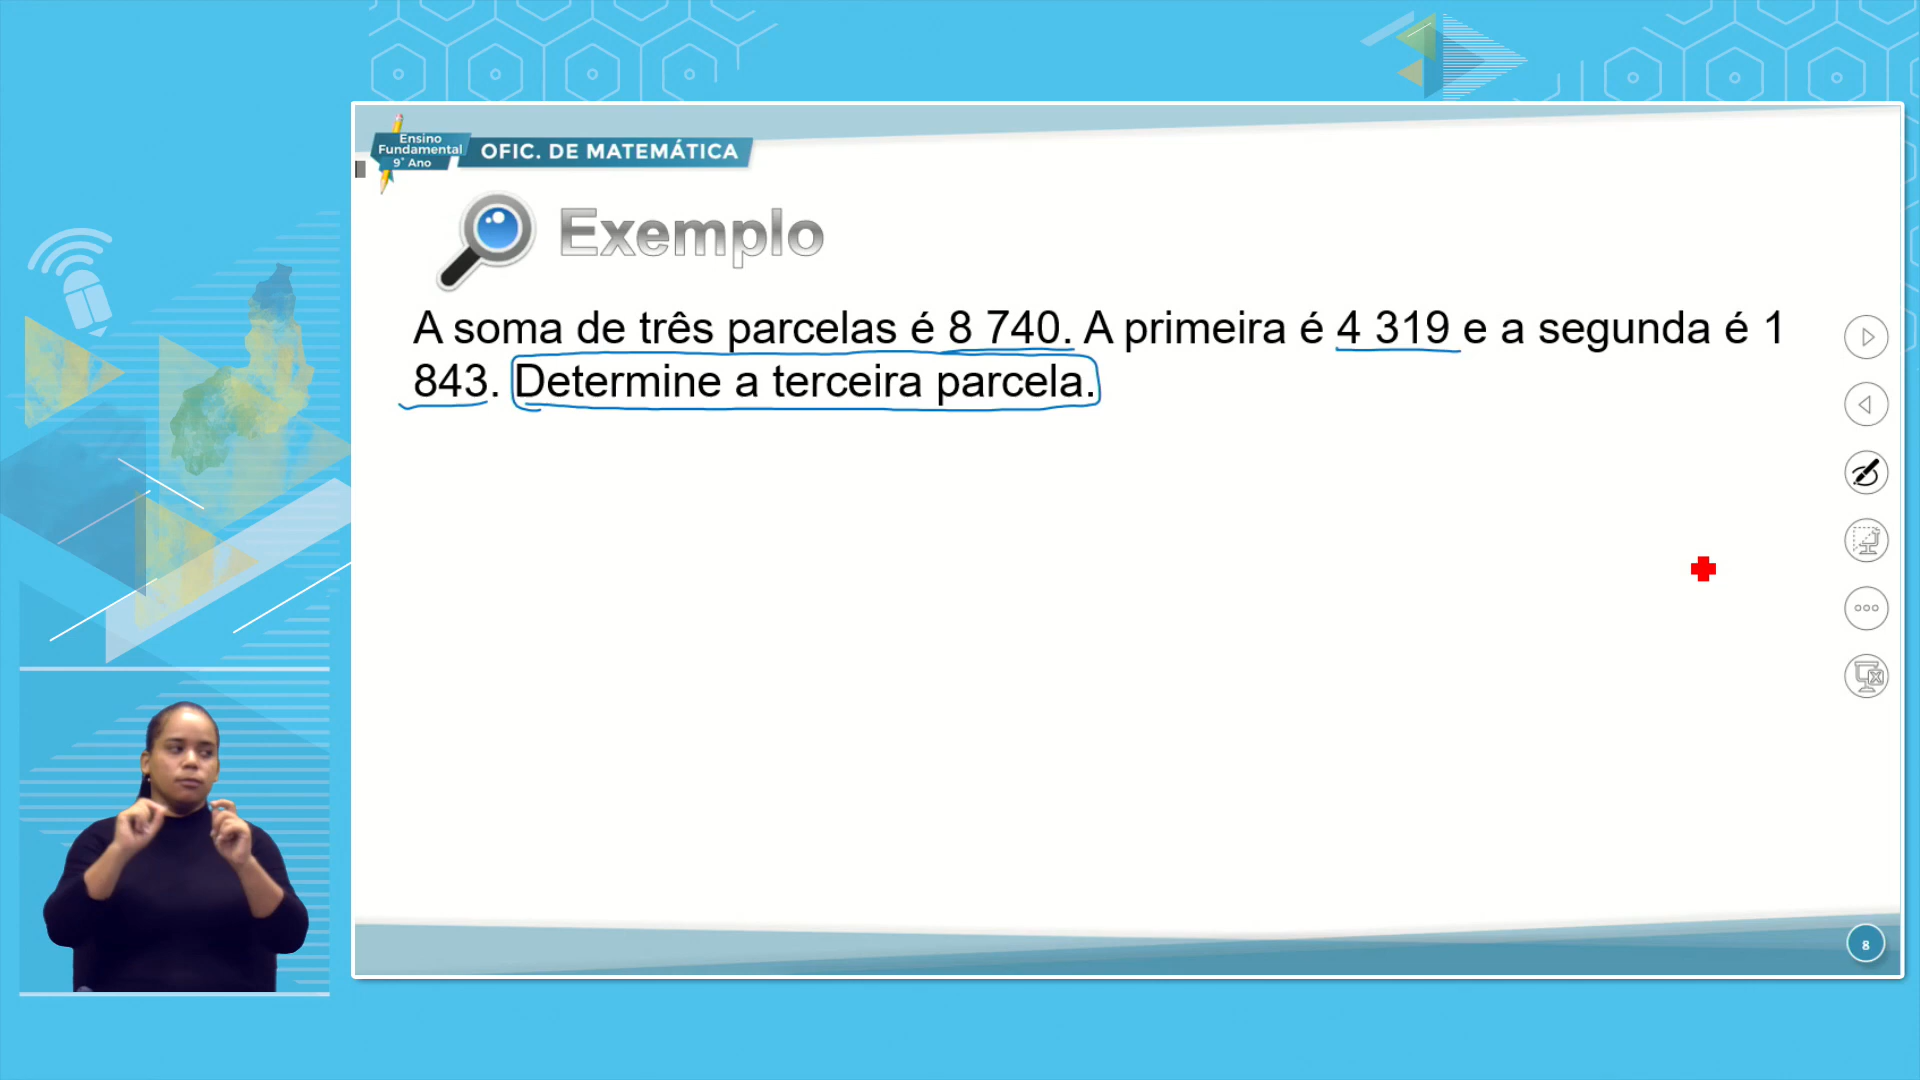 Ensino
Fundamental
9° Ano
OFIC. DE MATEMÁTICA
Exemplo
A soma de três parcelas é 8 740. A primeira é 4 319 e a segunda é 1
843. Determine a terceira parcela.
8